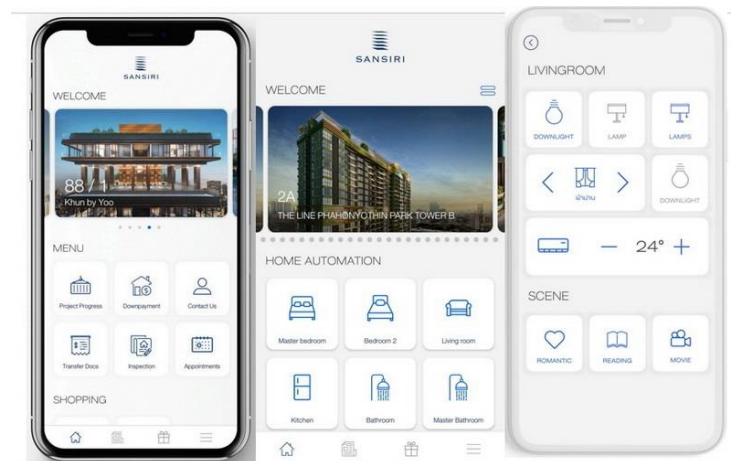 SANSIRI
WELCOME
88 / 1
Khun by Yoo
MENU
Project Progress
Downpayment
Contact Us
Transfer Docs
Inspection
Appointments
SHOPPING
SANSIRI
WELCOME
2A
THE LINE PHAHONYOTHIN PARK TOWER B
HOME AUTOMATION
Master bedroom
Bedroom 2
Living room
Kitchen
Bathroom
Master Bathroom
LIVINGROOM
DOWNLIGHT
LAMP
LAMPS
ผ้าม่าน
DOWNLIGHT
24°
SCENE
ROMANTIC
READING
MOVIE